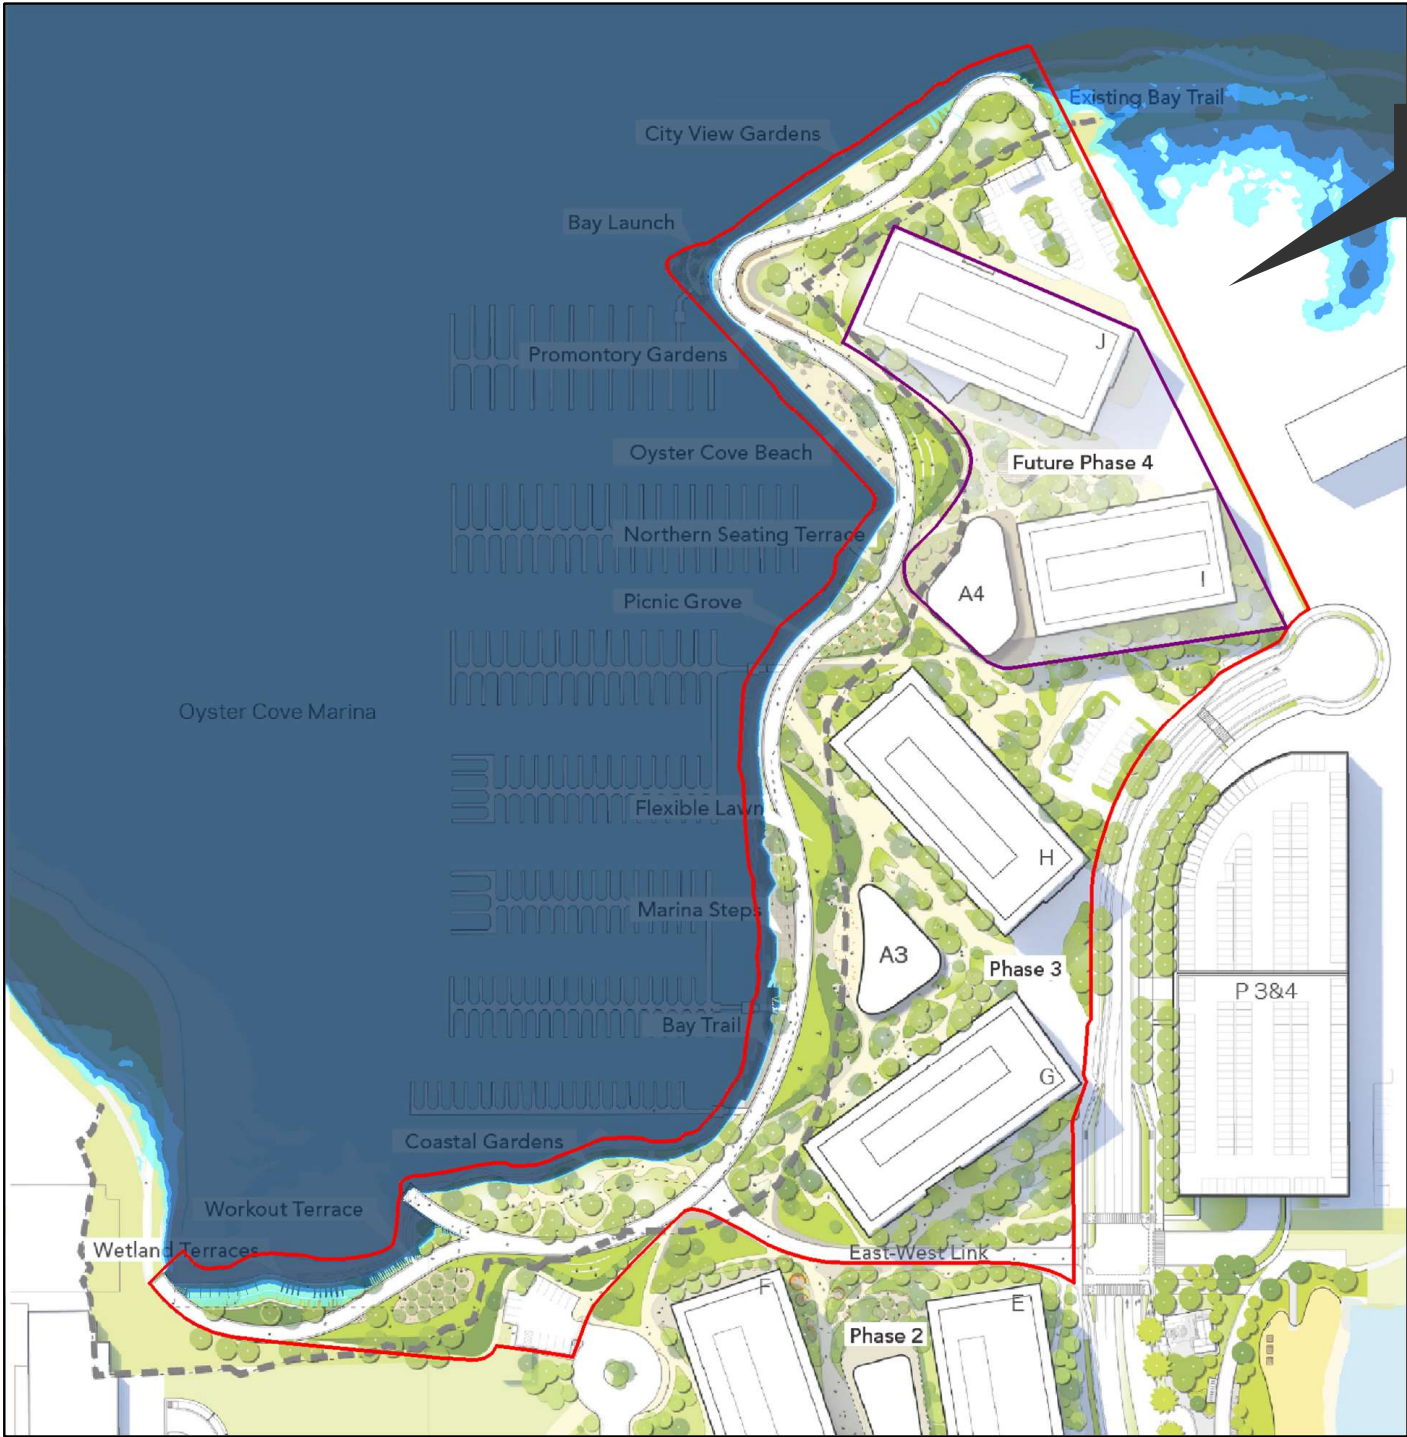 Existing Bay Trail
City View Gardens
Bay Launch
J
Promontory Gardens
Oyster Cove Beach
Future Phase 4
Northern Seating Terrace
I
A4
Picnic Grove
Oyster Cove Marina
Flexible Lawn
H
Marina Steps
A3
Phase 3
P 3&4
Bay Trail
G
Coastal Gardens
Workout Terrace
Wetland Terraces
East-West Link
F
E
Phase 2